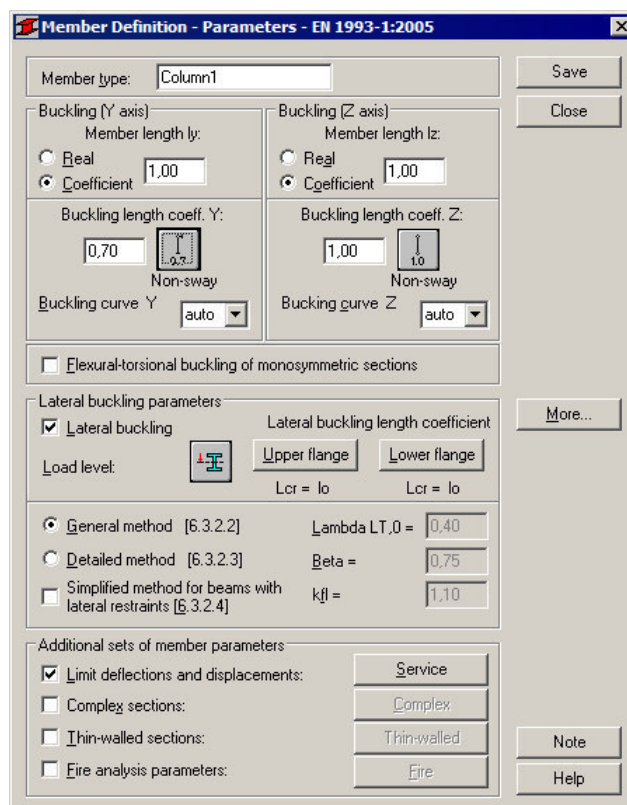 Member Definition - Parameters - EN 1993-1:2005
Member type: Column1
Save
Close
Buckling (Y axis)
Member length ly:
Real
Coefficient
1,00
Buckling length coeff. Y:
0,70
0.7
Non-sway
Buckling curve Y auto
Buckling (Z axis)
Member length lz:
Real
Coefficient
1,00
Buckling length coeff. Z:
1,00
1.0
Non-sway
Bucking curve Z auto
Flexural-torsional buckling of monosymmetric sections
Lateral buckling parameters
Lateral buckling
Lateral buckling length coefficient
Load level:
Upper flange Lower flange
Lcr = lo Lcr = lo
More...
General method [6.3.2.2] Lambda LT,0 = 0,40
Detailed method [6.3.2.3] Beta = 0,75
Simplified method for beams with
lateral restraints [6.3.2.4]
kfl = 1,10
Additional sets of member parameters
Limit deflections and displacements: Service
Complex sections: Complex
Thin-walled sections: Thin-walled
Fire analysis parameters: Fire
Note
Help